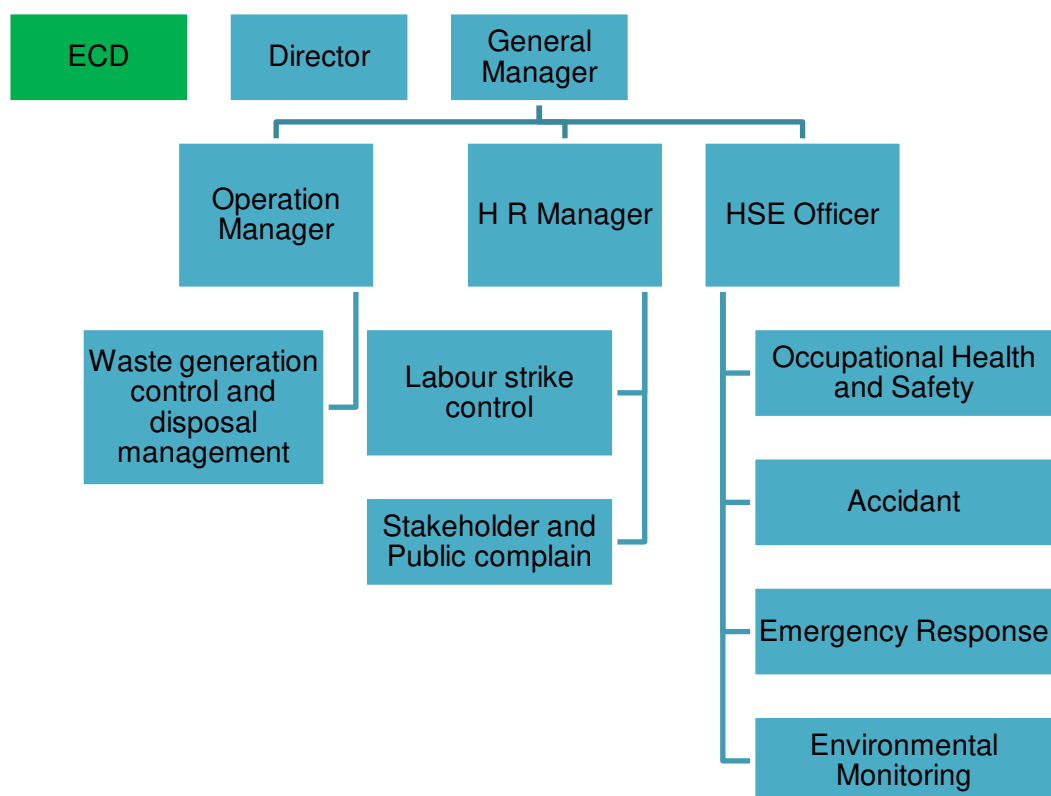 ECD
Director
General
Manager
Operation
Manager
H R Manager
HSE Officer
Waste generation
control and
disposal
management
Labour strike
control
Stakeholder and
Public complain
Occupational Health
and Safety
Accidant
Emergency Response
Environmental
Monitoring